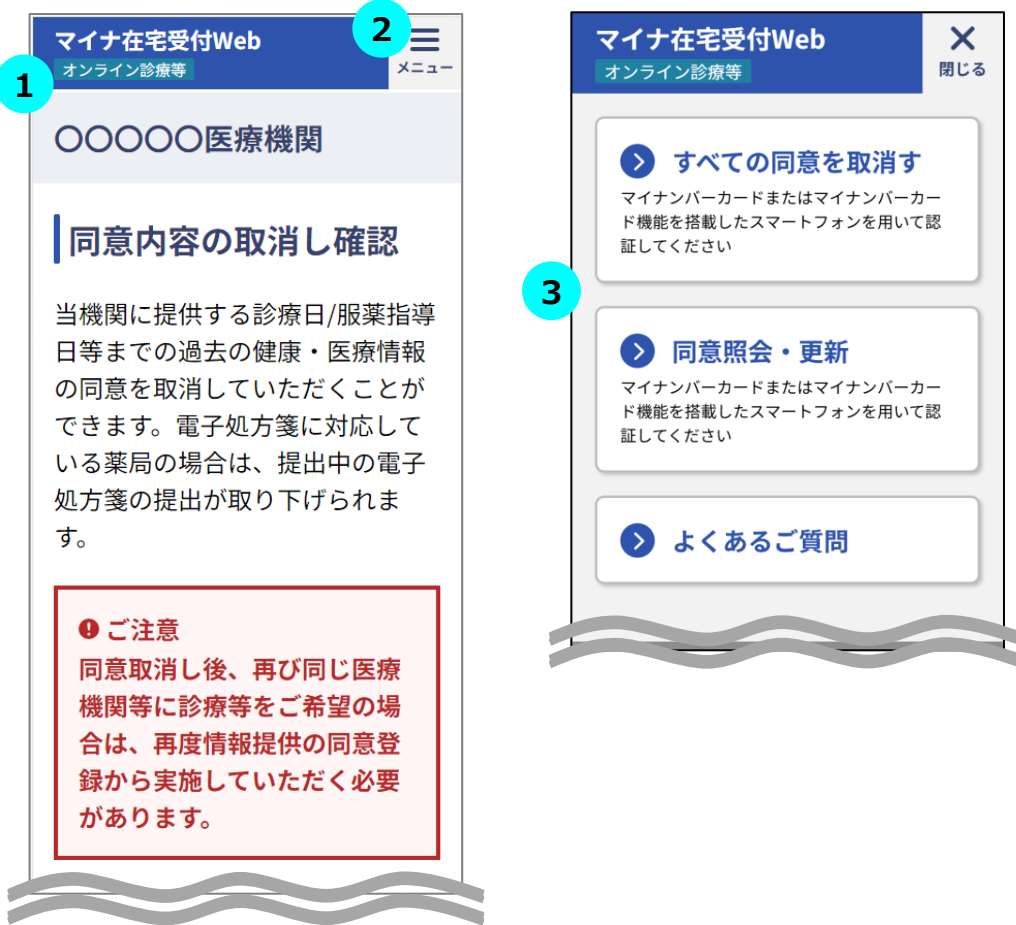 1
マイナ在宅受付Web
オンライン診療等
2
メニュー
〇〇〇〇〇医療機関
同意内容の取消し確認
当機関に提供する診療日/服薬指導
日等までの過去の健康・医療情報
の同意を取消していただくことが
できます。電子処方箋に対応して
いる薬局の場合は、提出中の電子
処方箋の提出が取り下げられま
す。
ご注意
同意取消し後、再び同じ医療
機関等に診療等をご希望の場
合は、再度情報提供の同意登
録から実施していただく必要
があります。
マイナ在宅受付Web
オンライン診療等
閉じる
3
すべての同意を取消す
マイナンバーカードまたはマイナンバーカー
ド機能を搭載したスマートフォンを用いて認
証してください
同意照会・更新
マイナンバーカードまたはマイナンバーカー
ド機能を搭載したスマートフォンを用いて認
証してください
よくあるご質問